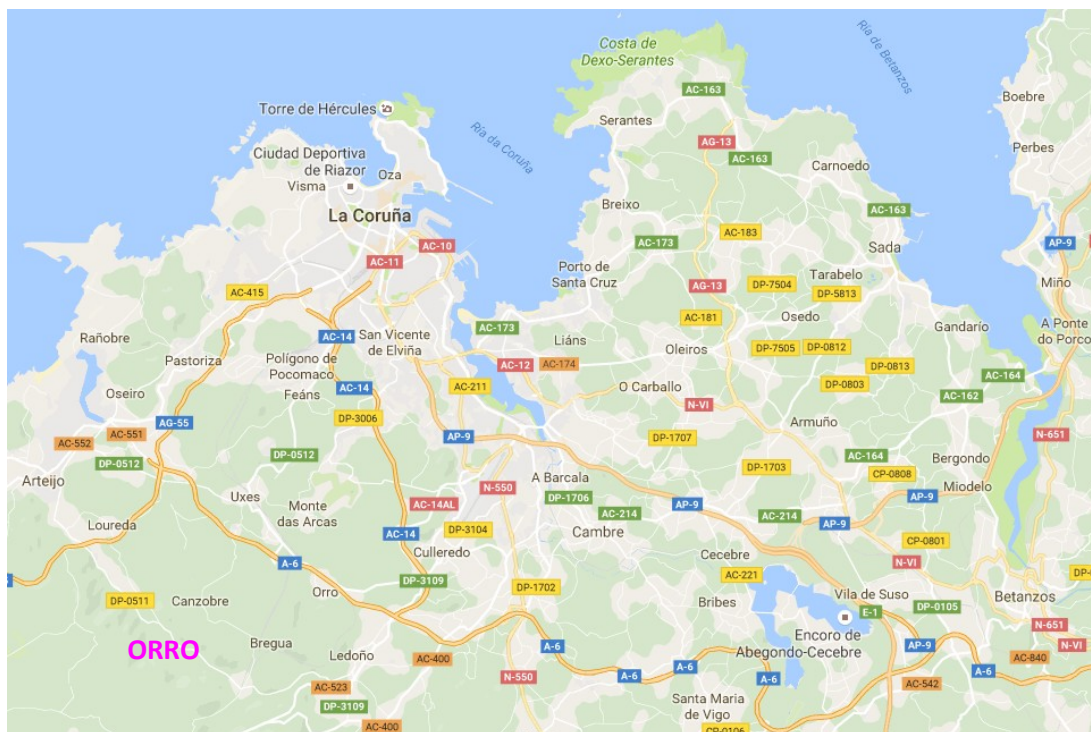 Costa de
Dexo-Serantes
Ría de Betanzos
AC-163
Boebre
Torre de Hércules
Serantes
Ría da Coruña
AG-13
Perbes
Ciudad Deportiva
de Riazor
Visma
Oza
AC-163
Carnoedo
La Coruña
Breixo
AC-163
AC-10
AC-183
AC-173
Sada
AP-9
AC-11
Porto de
Santa Cruz
Tarabelo
Miño
AC-415
AG-13
DP-7504
DP-5813
Rañobre
AC-14
San Vicente
de Elviña
AC-173
AC-181
Osedo
Gandarío
A Ponte
do Porco
Liáns
Pastoriza
Polígono de
Pocomaco
Oleiros
DP-7505
DP-0812
AC-12
AC-174
DP-0813
AC-164
Oseiro
Feáns
AC-14
AC-211
O Carballo
DP-0803
AC-162
N-VI
AG-55
DP-3006
Armuño
AC-551
AC-552
AP-9
DP-1707
N-651
DP-0512
DP-0512
AC-164
Bergondo
Arteijo
A Barcala
DP-1703
CP-0808
Miodelo
N-550
Uxes
Monte
das Arcas
AC-14AL
DP-1706
AP-9
AP-9
Loureda
AC-214
AC-214
AP-9
DP-3104
AC-14
Cambre
CP-0801
Culleredo
Cecebre
N-VI
A-6
AC-221
DP-3109
DP-1702
Orro
Vila de Suso
Betanzos
DP-0511
Canzobre
Bribes
E-1
DP-0105
N-651
ORRO
Bregua
Encoro de
Abegondo-Cecebre
AP-9
N-VI
Ledoño
A-6
AC-400
AC-840
A-6
A-6
N-550
A-6
A-6
AC-523
AC-542
DP-3109
Santa Maria
de Vigo
AC-400
CP-0106